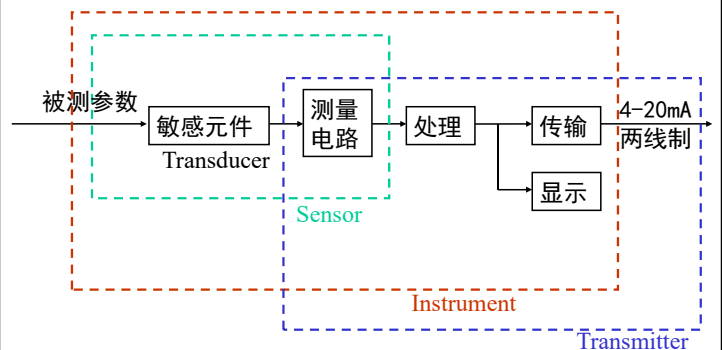 被测参数
敏感元件
Transducer
测量
电路
处理
传输
4-20mA
两线制
显示
Sensor
Instrument
Transmitter